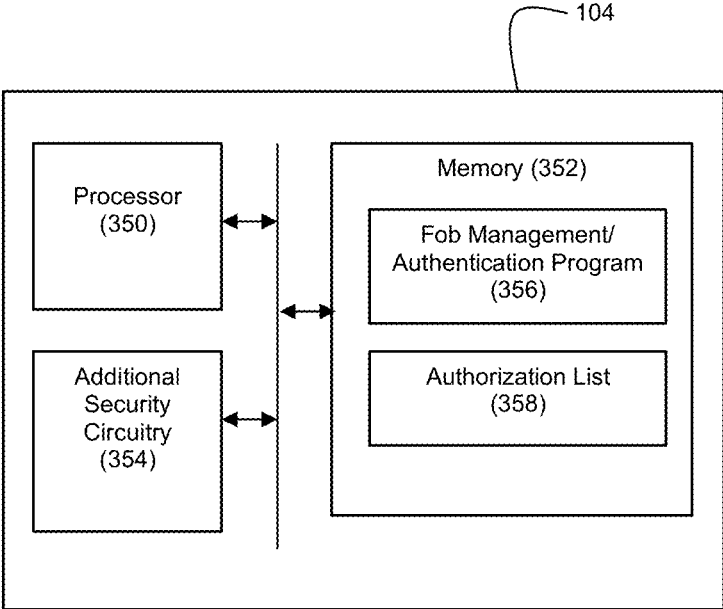 104
Processor
(350)
Memory (352)
Fob Management/
Authentication Program
(356)
Additional
Security
Circuitry
(354)
Authorization List
(358)